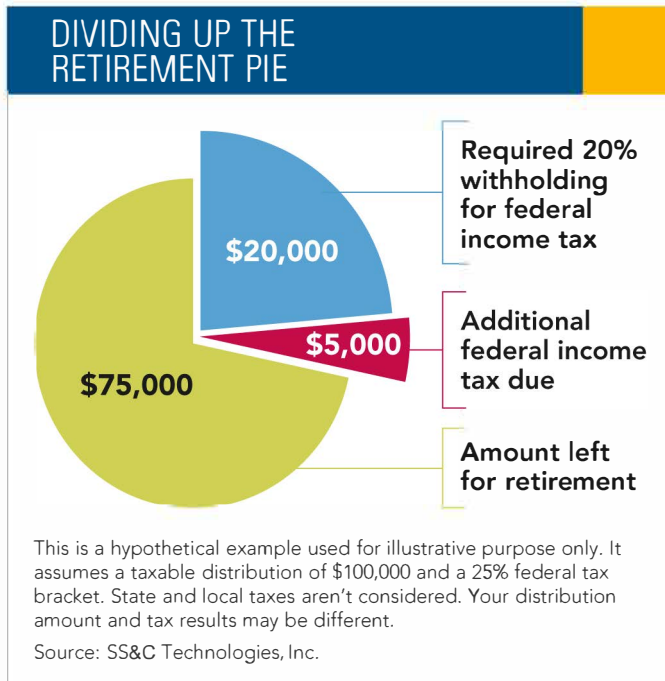 DIVIDING UP THE
RETIREMENT PIE
Required 20%
withholding
for federal
income tax
$20,000
Additional
federal income
tax due
$5,000
$75,000
Amount left
for retirement
This is a hypothetical example used for illustrative purpose only. It
assumes a taxable distribution of $100,000 and a 25% federal tax
bracket. State and local taxes aren't considered. Your distribution
amount and tax results may be different.
Source: SS&C Technologies, Inc.